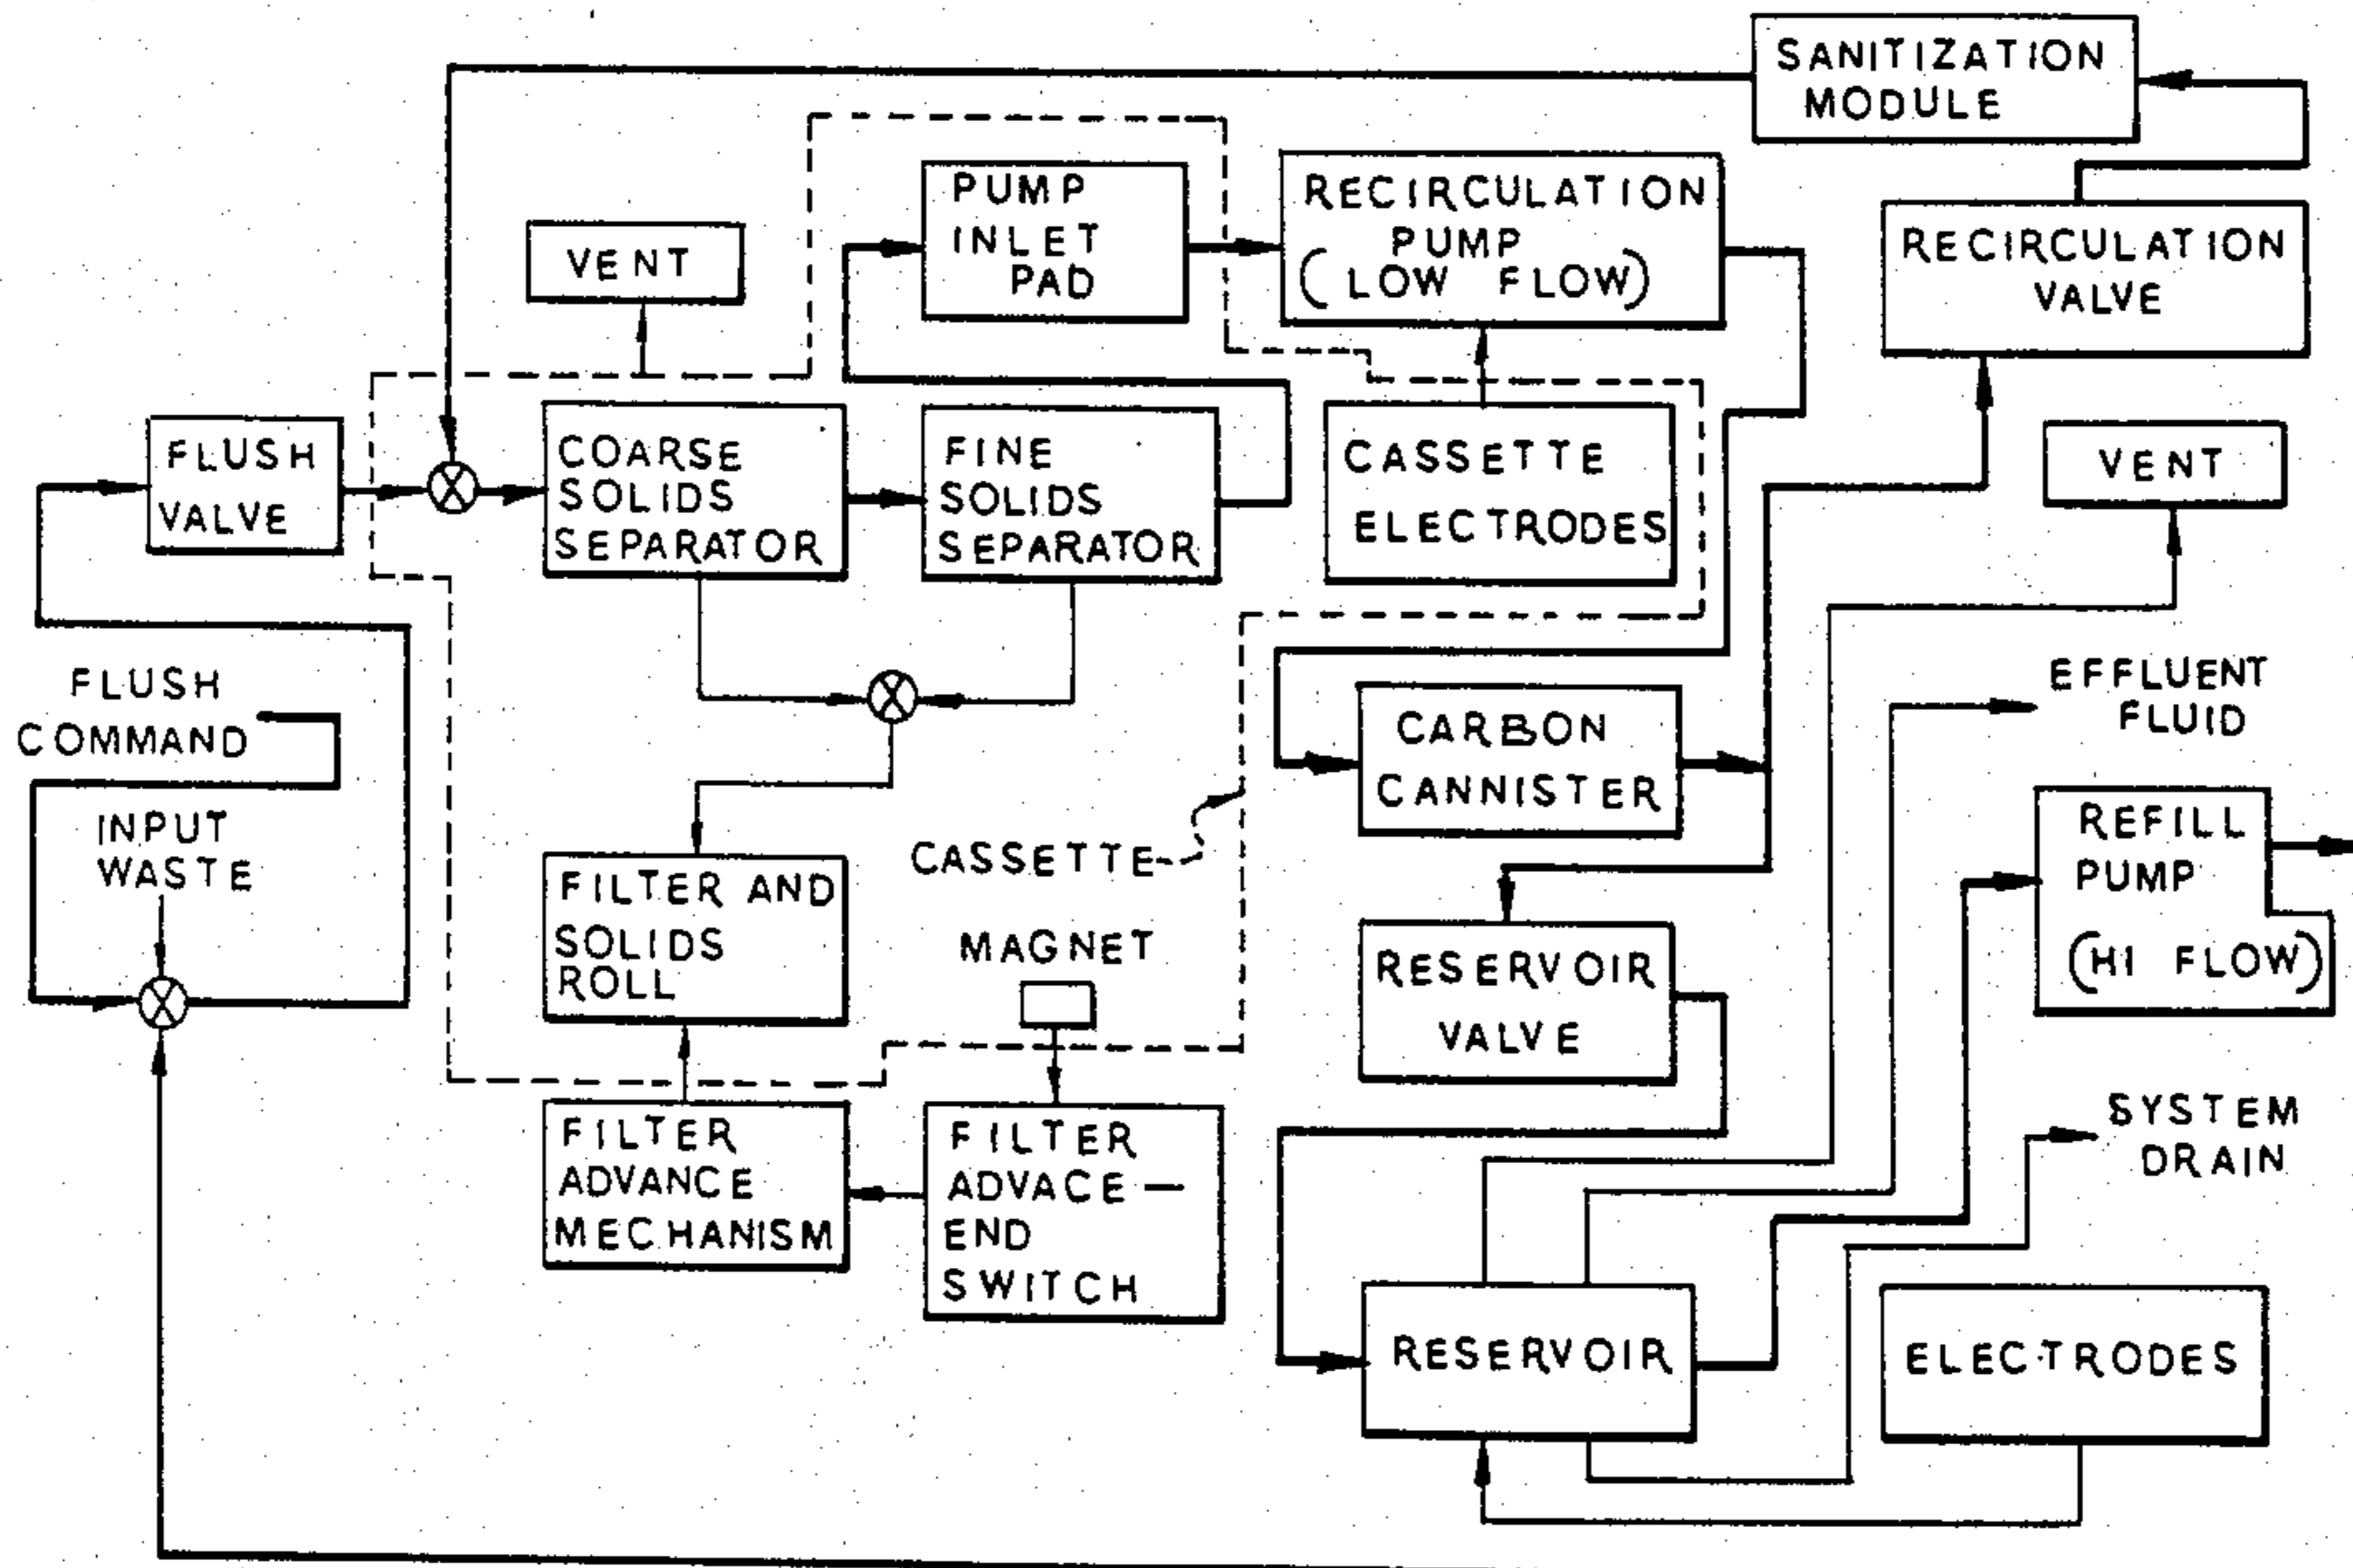 SANITIZATION
MODULE
PUMP
INLET
PAD
RECIRCULATION
PUMP
(LOW FLOW)
RECIRCULATION
VALVE
VENT
FLUSH
VALVE
COARSE
SOLIDS
SEPARATOR
FINE
SOLIDS
SEPARATOR
CASSETTE
ELECTRODES
VENT
FLUSH
COMMAND
INPUT
WASTE
EFFLUENT
FLUID
CARBON
CANNISTER
REFILL
PUMP
(HI FLOW)
CASSETTE
FILTER AND
SOLIDS
ROLL
MAGNET
RESERVOIR
VALVE
FILTER
ADVANCE
MECHANISM
FILTER
ADVACE—
END
SWITCH
SYSTEM
DRAIN
RESERVOIR
ELECTRODES